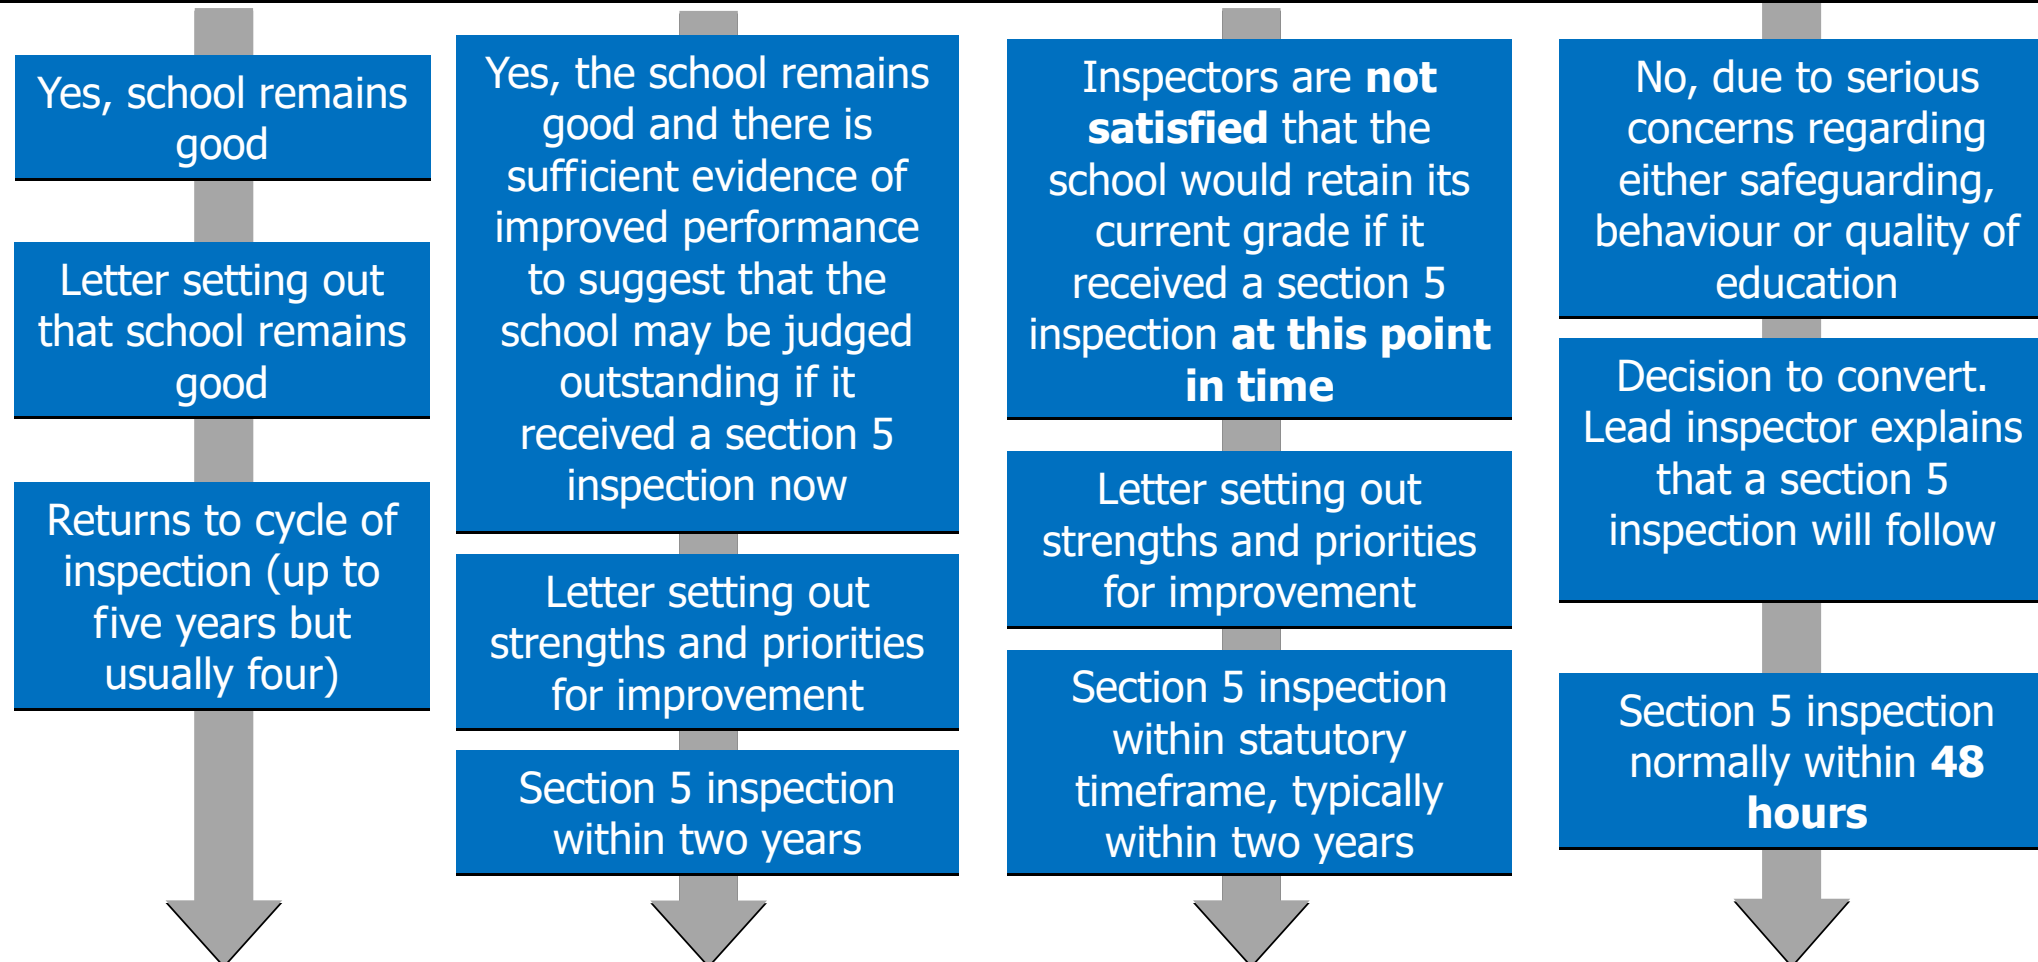 Yes, school remains
good
Letter setting out
that school remains
good
Returns to cycle of
inspection (up to
five years but
usually four)
Yes, the school remains
good and there is
sufficient evidence of
improved performance
to suggest that the
school may be judged
outstanding if it
received a section 5
inspection now
Letter setting out
strengths and priorities
for improvement
Section 5 inspection
within two years
Inspectors are not
satisfied that the
school would retain its
current grade if it
received a section 5
inspection at this point
in time
Letter setting out
strengths and priorities
for improvement
Section 5 inspection
within statutory
timeframe, typically
within two years
No, due to serious
concerns regarding
either safeguarding,
behaviour or quality of
education
Decision to convert.
Lead inspector explains
that a section 5
inspection will follow
Section 5 inspection
normally within 48
hours